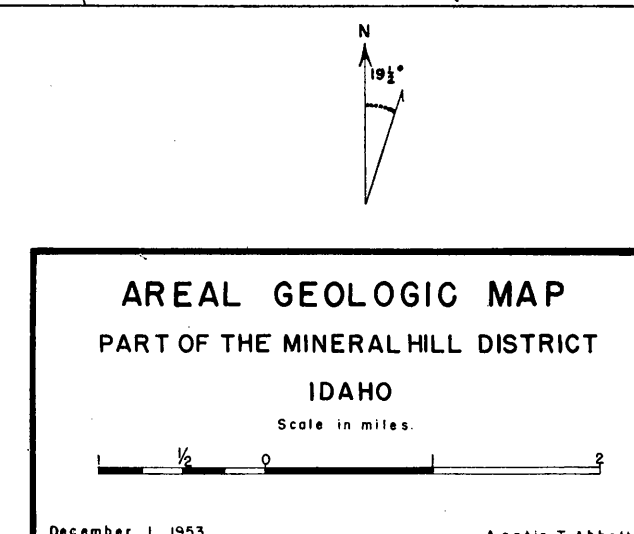 N
19½°
AREAL GEOLOGIC MAP
PART OF THE MINERAL HILL DISTRICT
IDAHO
Scale in miles.
1 ½ 0 1 2
December 1, 1953